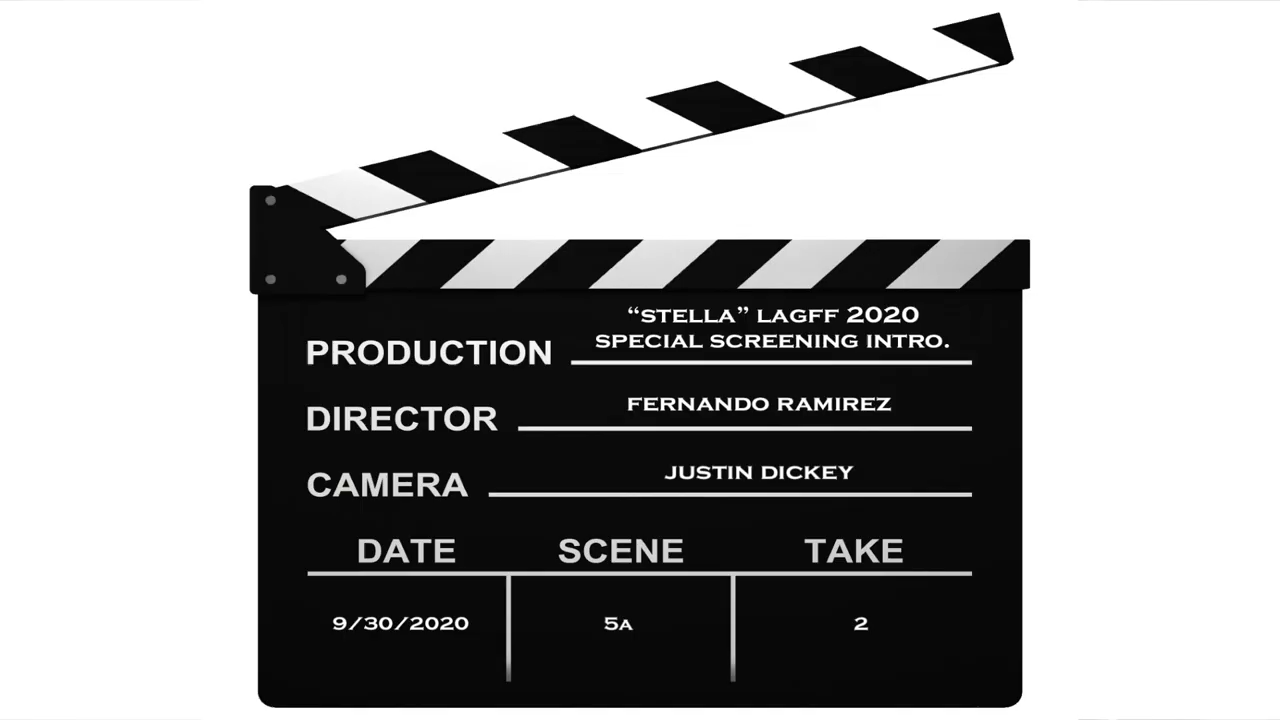 “STELLA” LAGFF 2020
SPECIAL SCREENING INTRO.
PRODUCTION
DIRECTOR FERNANDO RAMIREZ
CAMERA JUSTIN DICKEY
DATE SCENE TAKE
9/30/2020 5A 2